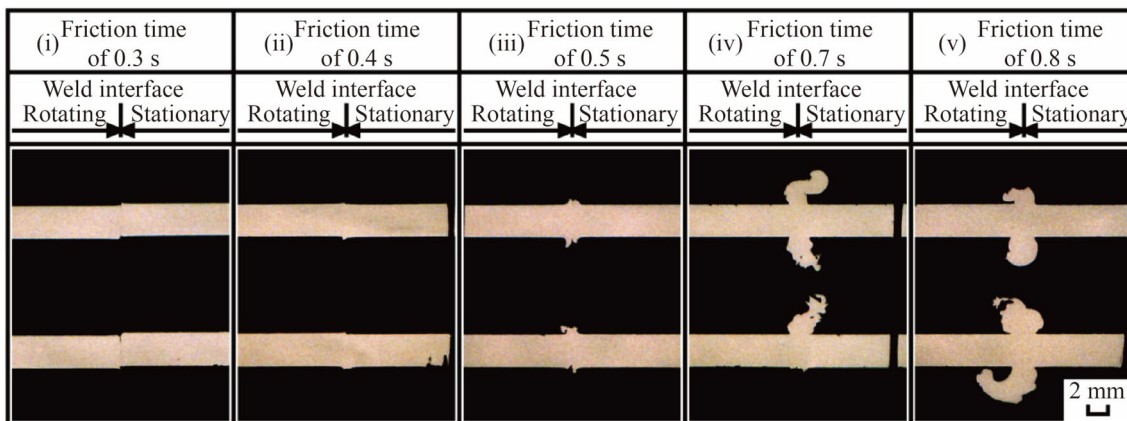 (i) Friction time
of 0.3 s
(ii) Friction time
of 0.4 s
(iii) Friction time
of 0.5 s
(iv) Friction time
of 0.7 s
(v) Friction time
of 0.8 s
Weld interface
Rotating Stationary
Weld interface
Rotating Stationary
Weld interface
Rotating Stationary
Weld interface
Rotating Stationary
Weld interface
Rotating Stationary
2 mm